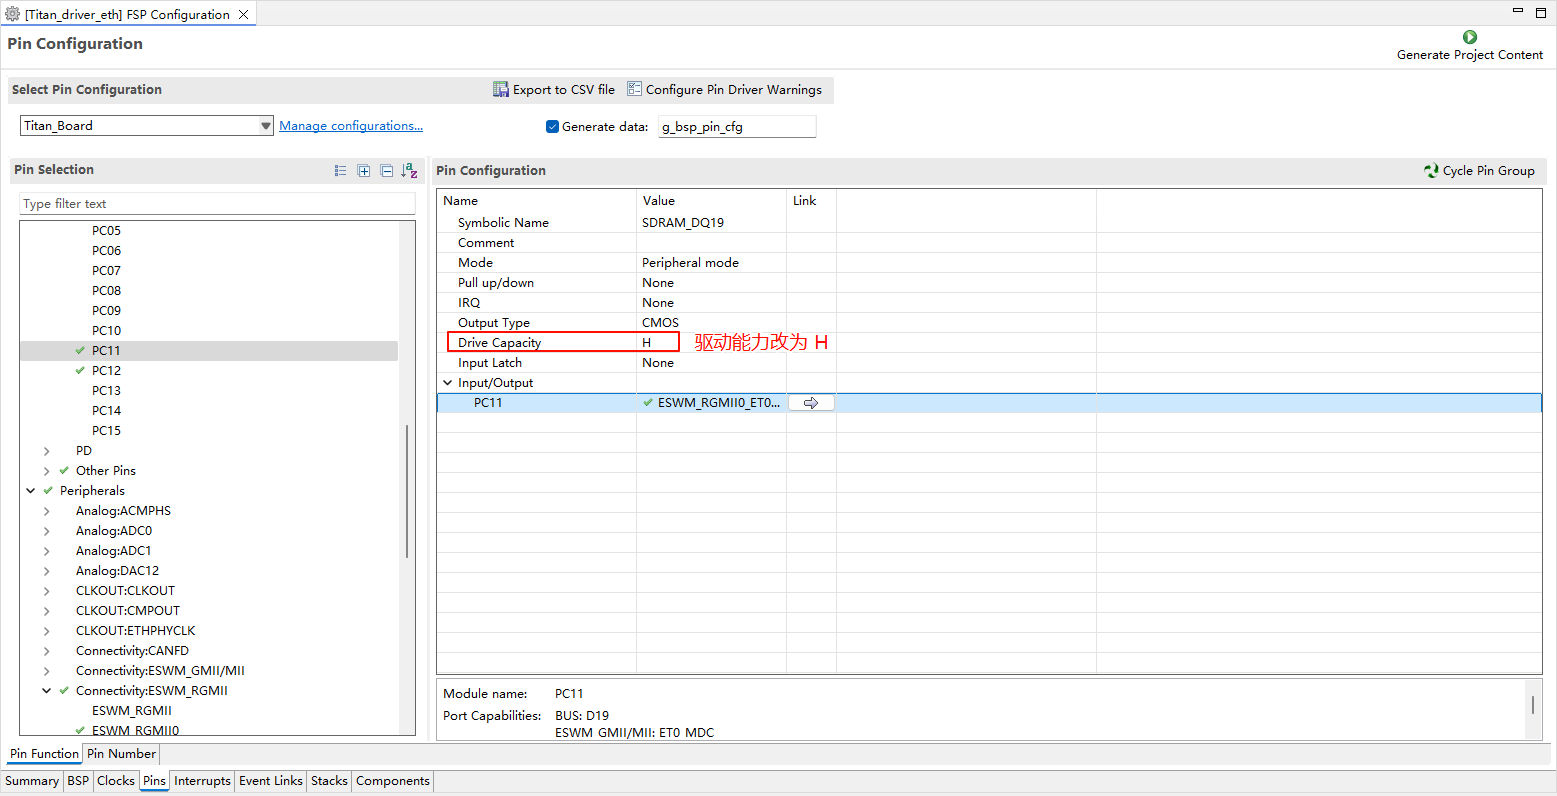 [Titan_driver_eth] FSP Configuration
Pin Configuration
Generate Project Content
Select Pin Configuration
Export to CSV file
Configure Pin Driver Warnings
Titan_Board
Manage configurations...
Generate data:
g_bsp_pin_cfg
Pin Selection
Type filter text
PC05
PC06
PC07
PC08
PC09
PC10
PC11
PC12
PC13
PC14
PC15
PD
Other Pins
Peripherals
Analog:ACMPHS
Analog:ADC0
Analog:ADC1
Analog:DAC12
CLKOUT:CLKOUT
CLKOUT:CMPOUT
CLKOUT:ETHPHYCLK
Connectivity:CANFD
Connectivity:ESWM_GMII/MII
Connectivity:ESWM_RGMII
ESWM_RGMII
ESWM_RGMII0
Pin Configuration
Cycle Pin Group
Name Value Link
Symbolic Name SDRAM_DQ19
Comment
Mode Peripheral mode
Pull up/down None
IRQ None
Output Type CMOS
Drive Capacity H 驱动能力改为 H
Input Latch None
Input/Output
PC11 ESWM_RGMII0_ET0...
Module name: PC11
Port Capabilities: BUS: D19
ESWM_GMII/MII: ET0_MDC
Pin Function Pin Number
Summary BSP Clocks Pins Interrupts Event Links Stacks Components